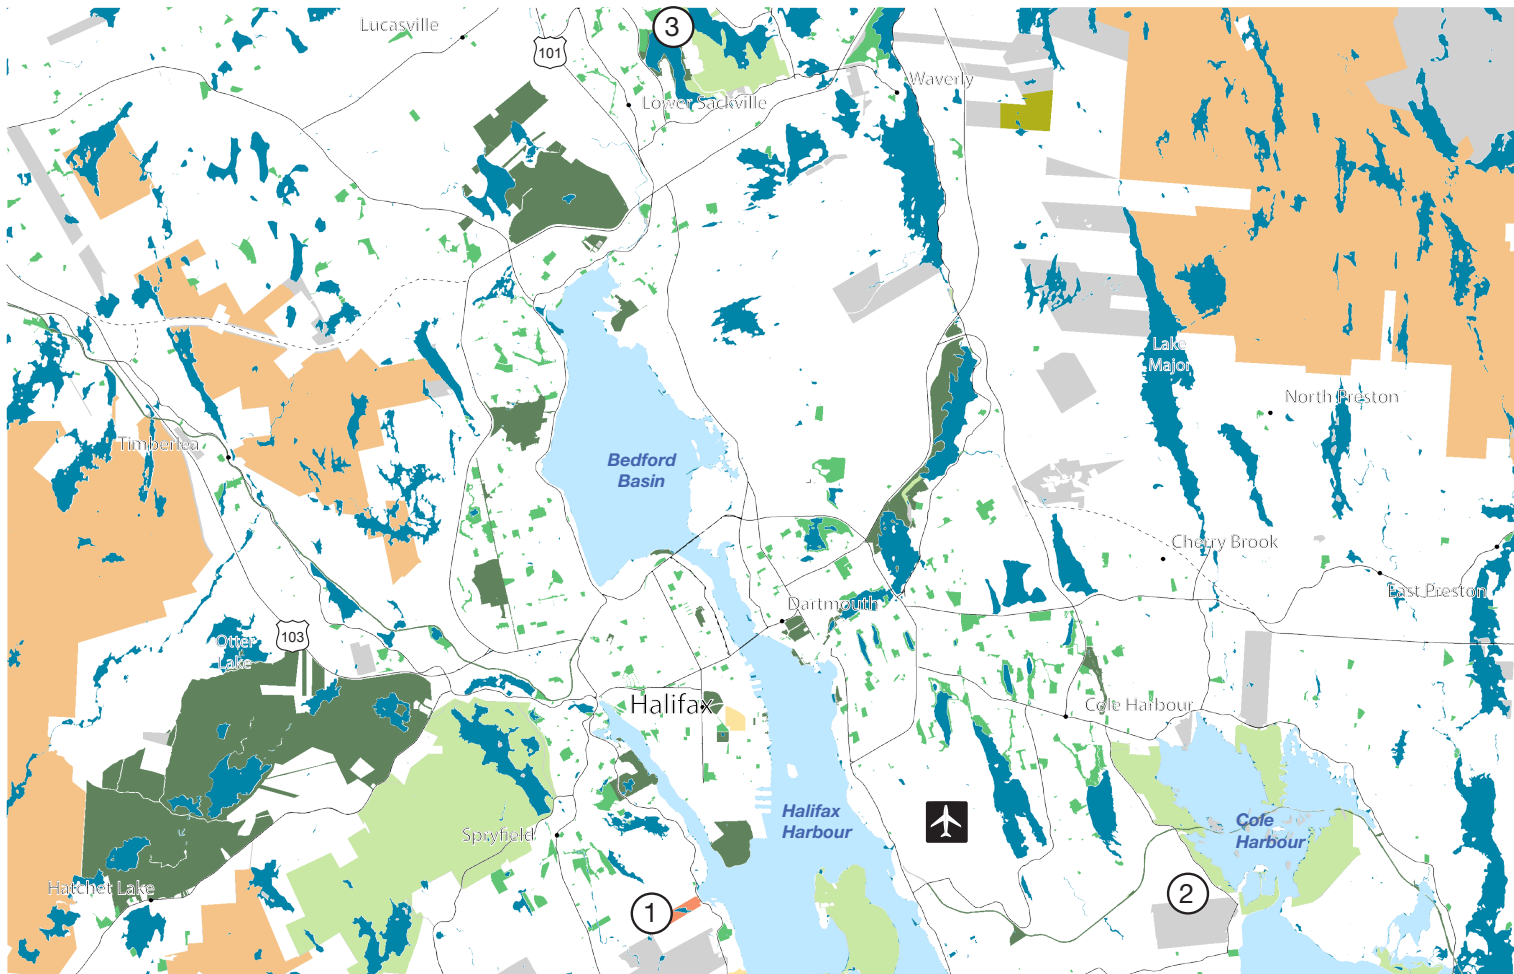 Lucasville
101
3
Waverly
Lower Sackville
Lake
Major
North Preston
Timberlea
Bedford
Basin
Cherry Brook
East Preston
Dartmouth
103
Otter
Lake
Halifax
Cole Harbour
Halifax
Harbour
Cole
Harbour
Spryfield
Hatchet Lake
1
2